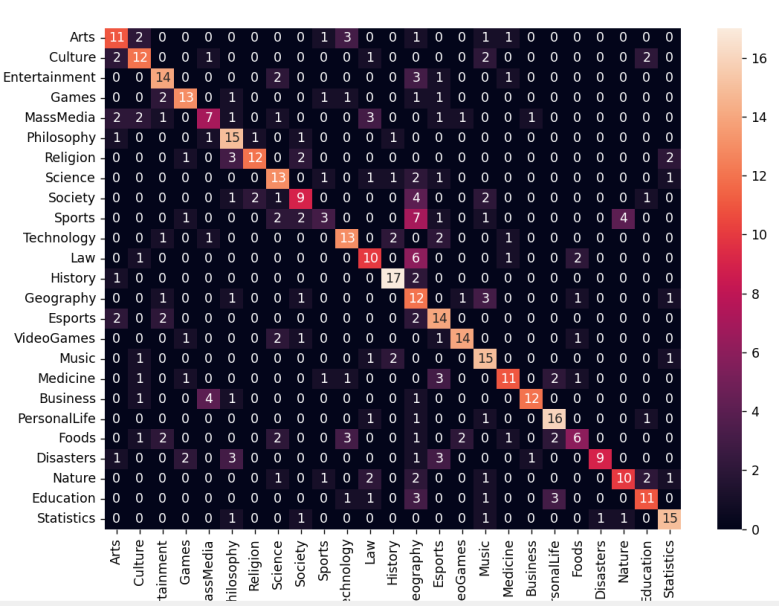 Arts 11 2 0 0 0 0 0 0 0 1 3 0 0 1 0 0 1 1 0 0 0 0 0 0 0
Culture 2 12 0 0 1 0 0 0 0 0 0 1 0 0 0 0 2 0 0 0 0 0 0 2 0
Entertainment 0 0 14 0 0 0 0 2 0 0 0 0 0 3 1 0 0 1 0 0 0 0 0 0 0
Games 0 0 2 13 0 1 0 0 0 1 1 0 0 1 1 0 0 0 0 0 0 0 0 0 0
MassMedia 2 2 1 0 7 1 0 1 0 0 0 3 0 0 1 1 0 0 1 0 0 0 0 0 0
Philosophy 1 0 0 0 1 15 1 0 1 0 0 0 1 0 0 0 0 0 0 0 0 0 0 0 0
Religion 0 0 0 1 0 3 12 0 2 0 0 0 0 0 0 0 0 0 0 0 0 0 0 0 2
Science 0 0 0 0 0 0 0 13 0 1 0 1 1 2 1 0 0 0 0 0 0 0 0 0 1
Society 0 0 0 0 0 1 2 1 9 0 0 0 0 4 0 0 2 0 0 0 0 0 0 1 0
Sports 0 0 0 1 0 0 0 2 2 3 0 0 0 7 1 0 1 0 0 0 0 0 4 0 0
Technology 0 0 1 0 1 0 0 0 0 0 13 0 2 0 2 0 0 1 0 0 0 0 0 0 0
Law 0 1 0 0 0 0 0 0 0 0 0 10 0 6 0 0 0 1 0 0 2 0 0 0 0
History 1 0 0 0 0 0 0 0 0 0 0 0 17 2 0 0 0 0 0 0 0 0 0 0 0
Geography 0 0 1 0 0 1 0 0 1 0 0 0 0 12 0 1 3 0 0 0 1 0 0 0 1
Esports 2 0 2 0 0 0 0 0 0 0 0 0 0 2 14 0 0 0 0 0 0 0 0 0 0
VideoGames 0 0 0 1 0 0 0 2 1 0 0 0 0 0 1 14 0 0 0 0 1 0 0 0 0
Music 0 1 0 0 0 0 0 0 0 0 0 1 2 0 0 0 15 0 0 0 0 0 0 0 1
Medicine 0 1 0 1 0 0 0 0 0 1 1 0 0 0 3 0 0 11 0 2 1 0 0 0 0
Business 0 1 0 0 4 1 0 0 0 0 0 0 0 1 0 0 0 0 12 0 0 0 0 0 0
PersonalLife 0 0 0 0 0 0 0 0 0 0 0 1 0 1 0 0 1 0 0 16 0 0 0 1 0
Foods 0 1 2 0 0 0 0 2 0 0 3 0 0 1 0 2 0 1 0 2 6 0 0 0 0
Disasters 1 0 0 2 0 3 0 0 0 0 0 0 0 1 3 0 0 0 1 0 0 9 0 0 0
Nature 0 0 0 0 0 0 0 1 0 1 0 2 0 2 0 0 1 0 0 0 0 0 10 2 1
Education 0 0 0 0 0 0 0 0 0 0 1 1 0 3 0 0 1 0 0 3 0 0 0 11 0
Statistics 0 0 0 0 0 1 0 0 1 0 0 0 0 0 0 0 1 0 0 0 0 1 1 0 15
Arts
Culture
tainment
Games
assMedia
hilosophy
Religion
Science
Society
Sports
chnology
Law
History
eography
Esports
eoGames
Music
Medicine
Business
rsonalLife
Foods
Disasters
Nature
Education
Statistics
16
14
12
10
8
6
4
2
0